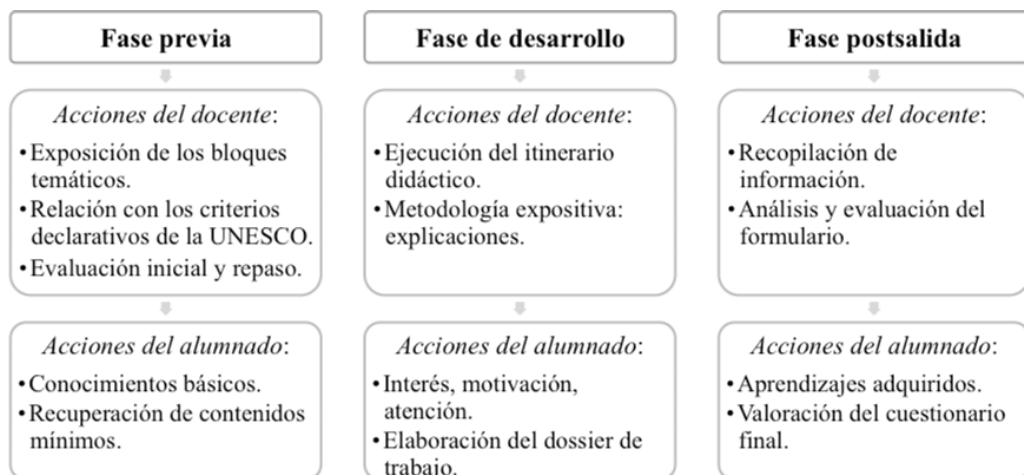 Fase previa
Acciones del docente:
•Exposición de los bloques
temáticos.
•Relación con los criterios
declarativos de la UNESCO.
•Evaluación inicial y repaso.
Acciones del alumnado:
•Conocimientos básicos.
•Recuperación de contenidos
mínimos.
Fase de desarrollo
Acciones del docente:
•Ejecución del itinerario
didáctico.
•Metodología expositiva:
explicaciones.
Acciones del alumnado:
•Interés, motivación,
atención.
•Elaboración del dossier de
trabajo.
Fase postsalida
Acciones del docente:
•Recopilación de
información.
•Análisis y evaluación del
formulario.
Acciones del alumnado:
•Aprendizajes adquiridos.
•Valoración del cuestionario
final.